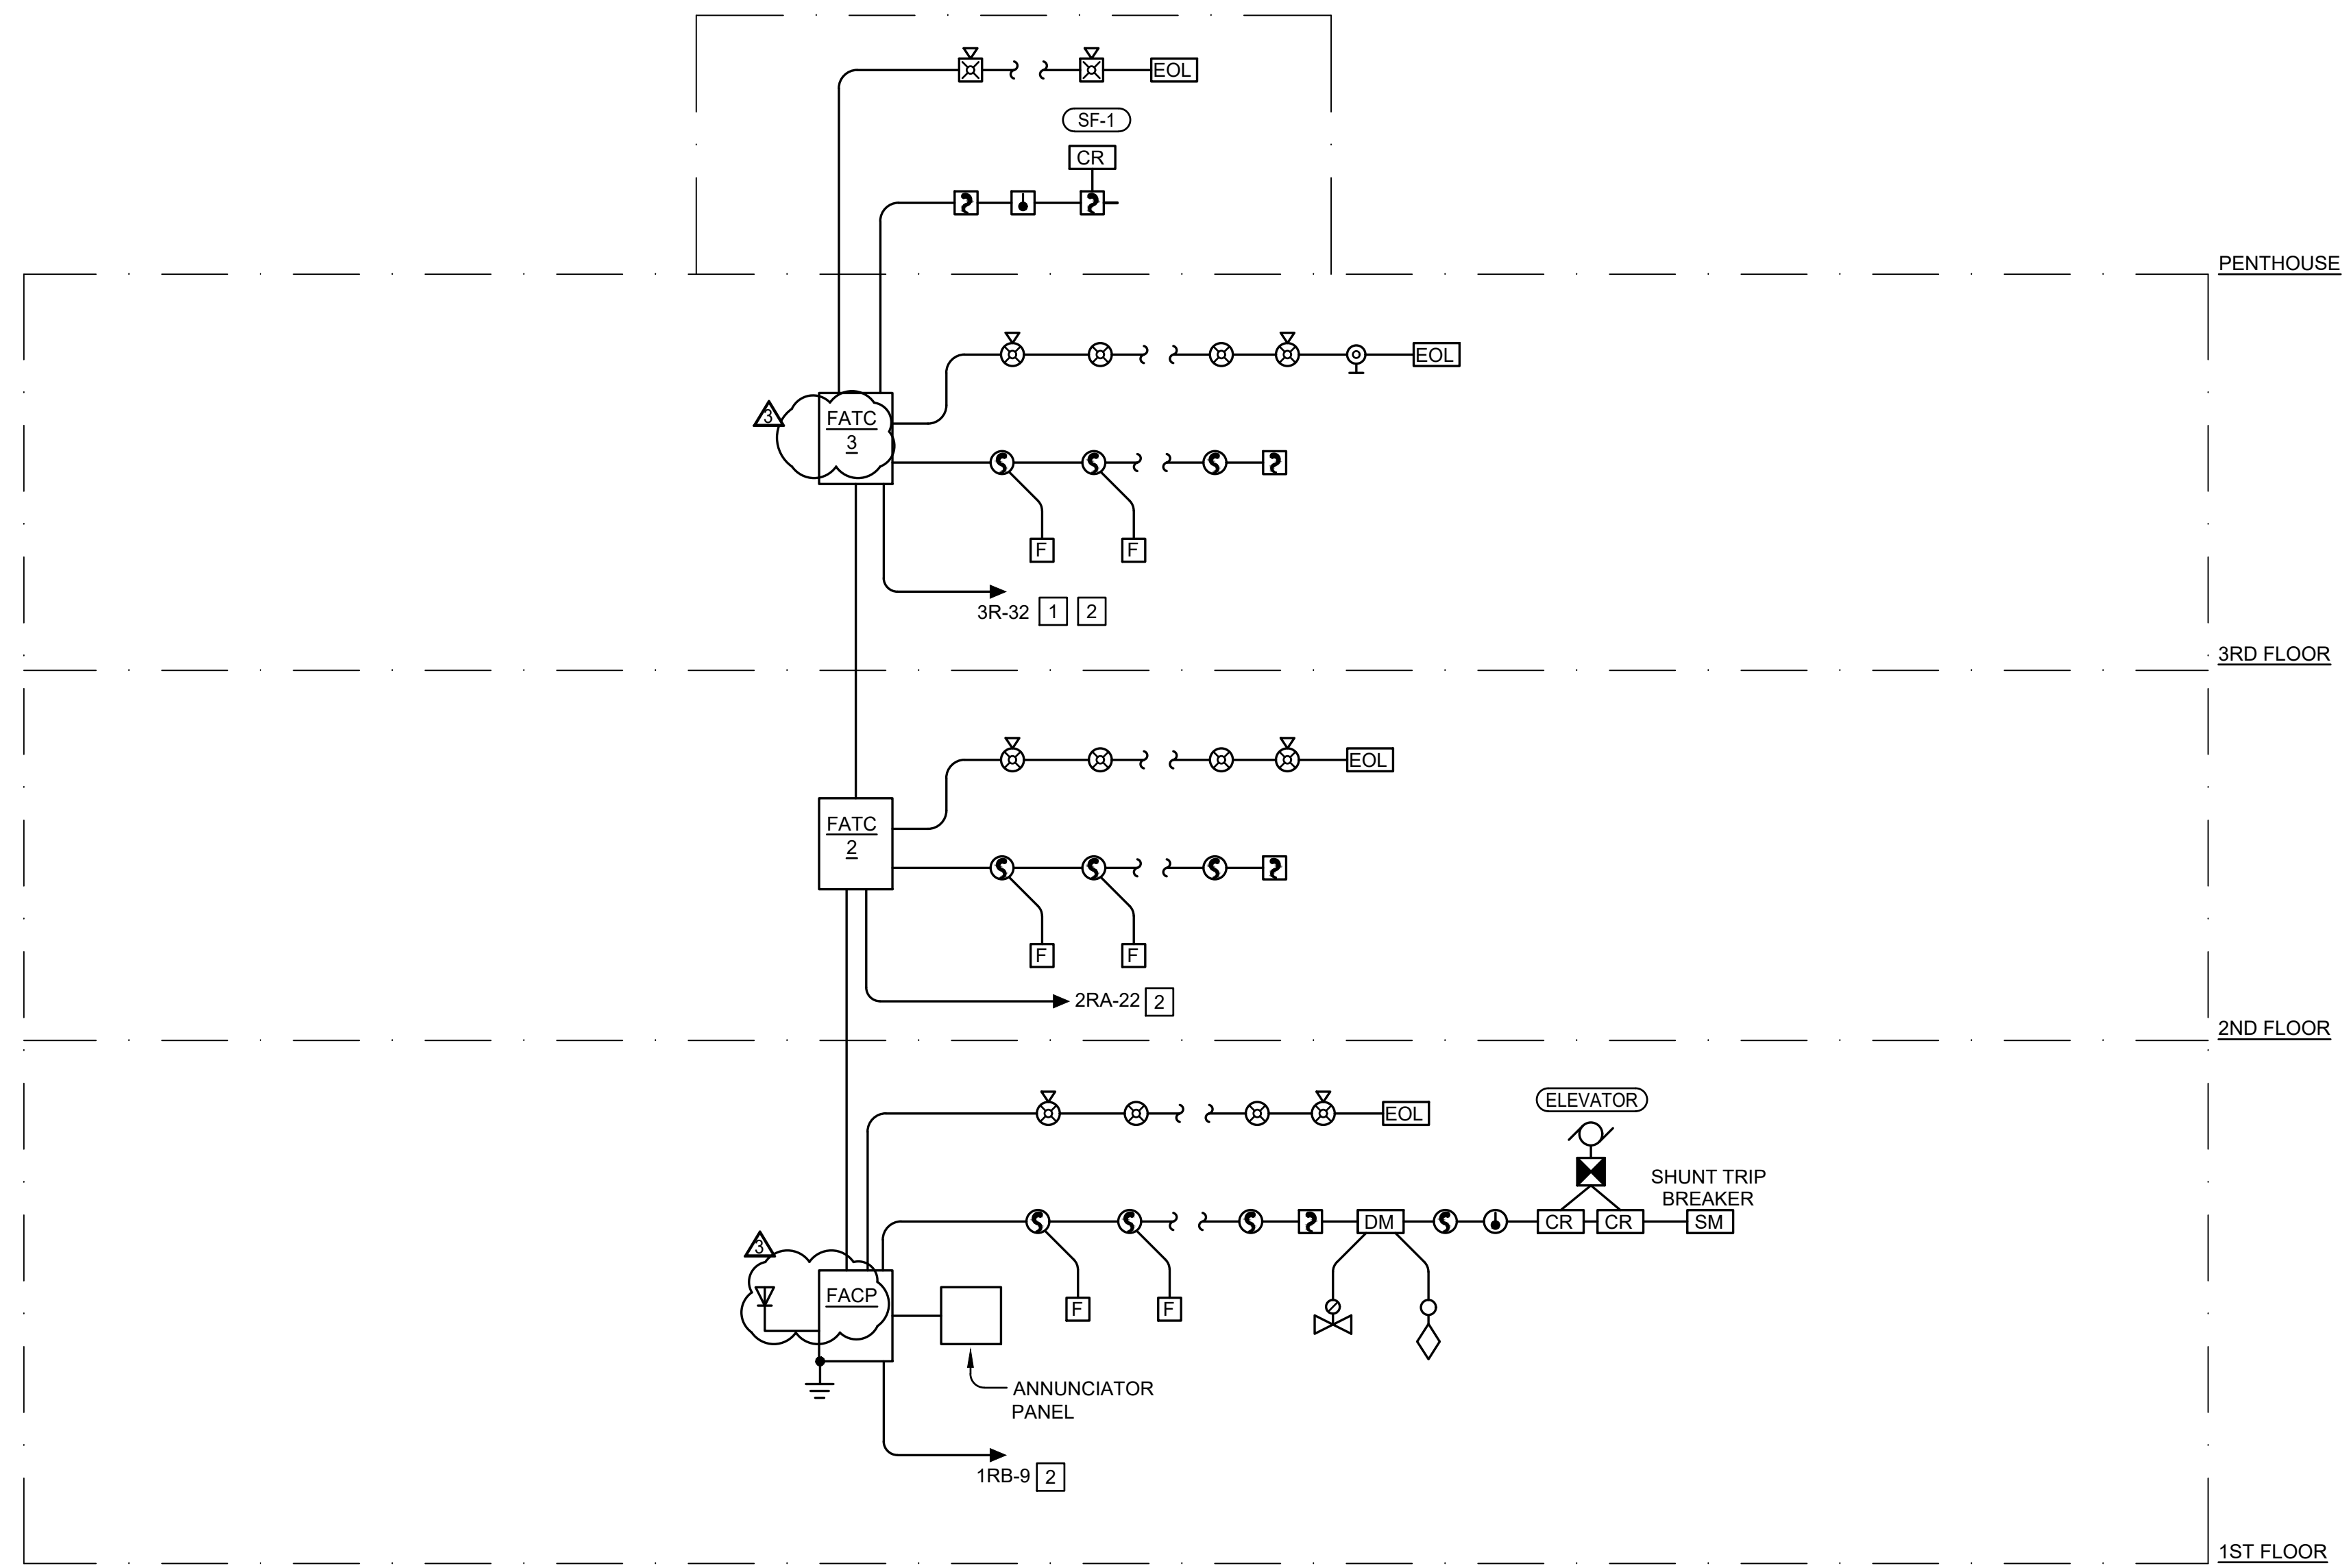 EOL
SF-1
CR
PENTHOUSE
EOL
3
FATC
3
F F
3R-32 1 2
3RD FLOOR
EOL
FATC
2
F F
2RA-22 2
2ND FLOOR
ELEVATOR
EOL
SHUNT TRIP
BREAKER
DM CR CR SM
3
FACP
F F
ANNUNCIATOR
PANEL
1RB-9 2
1ST FLOOR